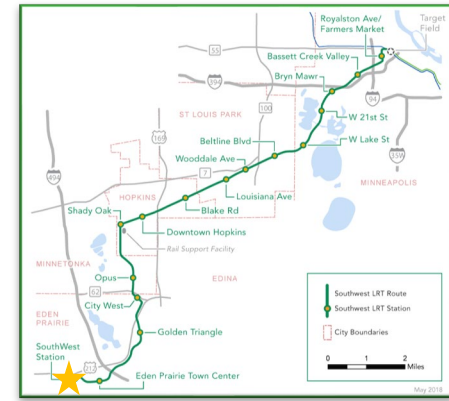 Royalston Ave/
Farmers Market
Target
Field
55
Bassett Creek Valley
394
Bryn Mawr
94
ST LOUIS PARK
100
W 21st St
169
Beltline Blvd
W Lake St
35W
Wooddale Ave
7
MINNEAPOLIS
494
HOPKINS
Louisiana Ave
Blake Rd
Shady Oak
Downtown Hopkins
Rail Support Facility
MINNETONKA
Opus
EDINA
62
City West
EDEN
PRAIRIE
Golden Triangle
SouthWest
Station
212
Eden Prairie Town Center
Southwest LRT Route
Southwest LRT Station
City Boundaries
0 1 2
Miles
May 2018